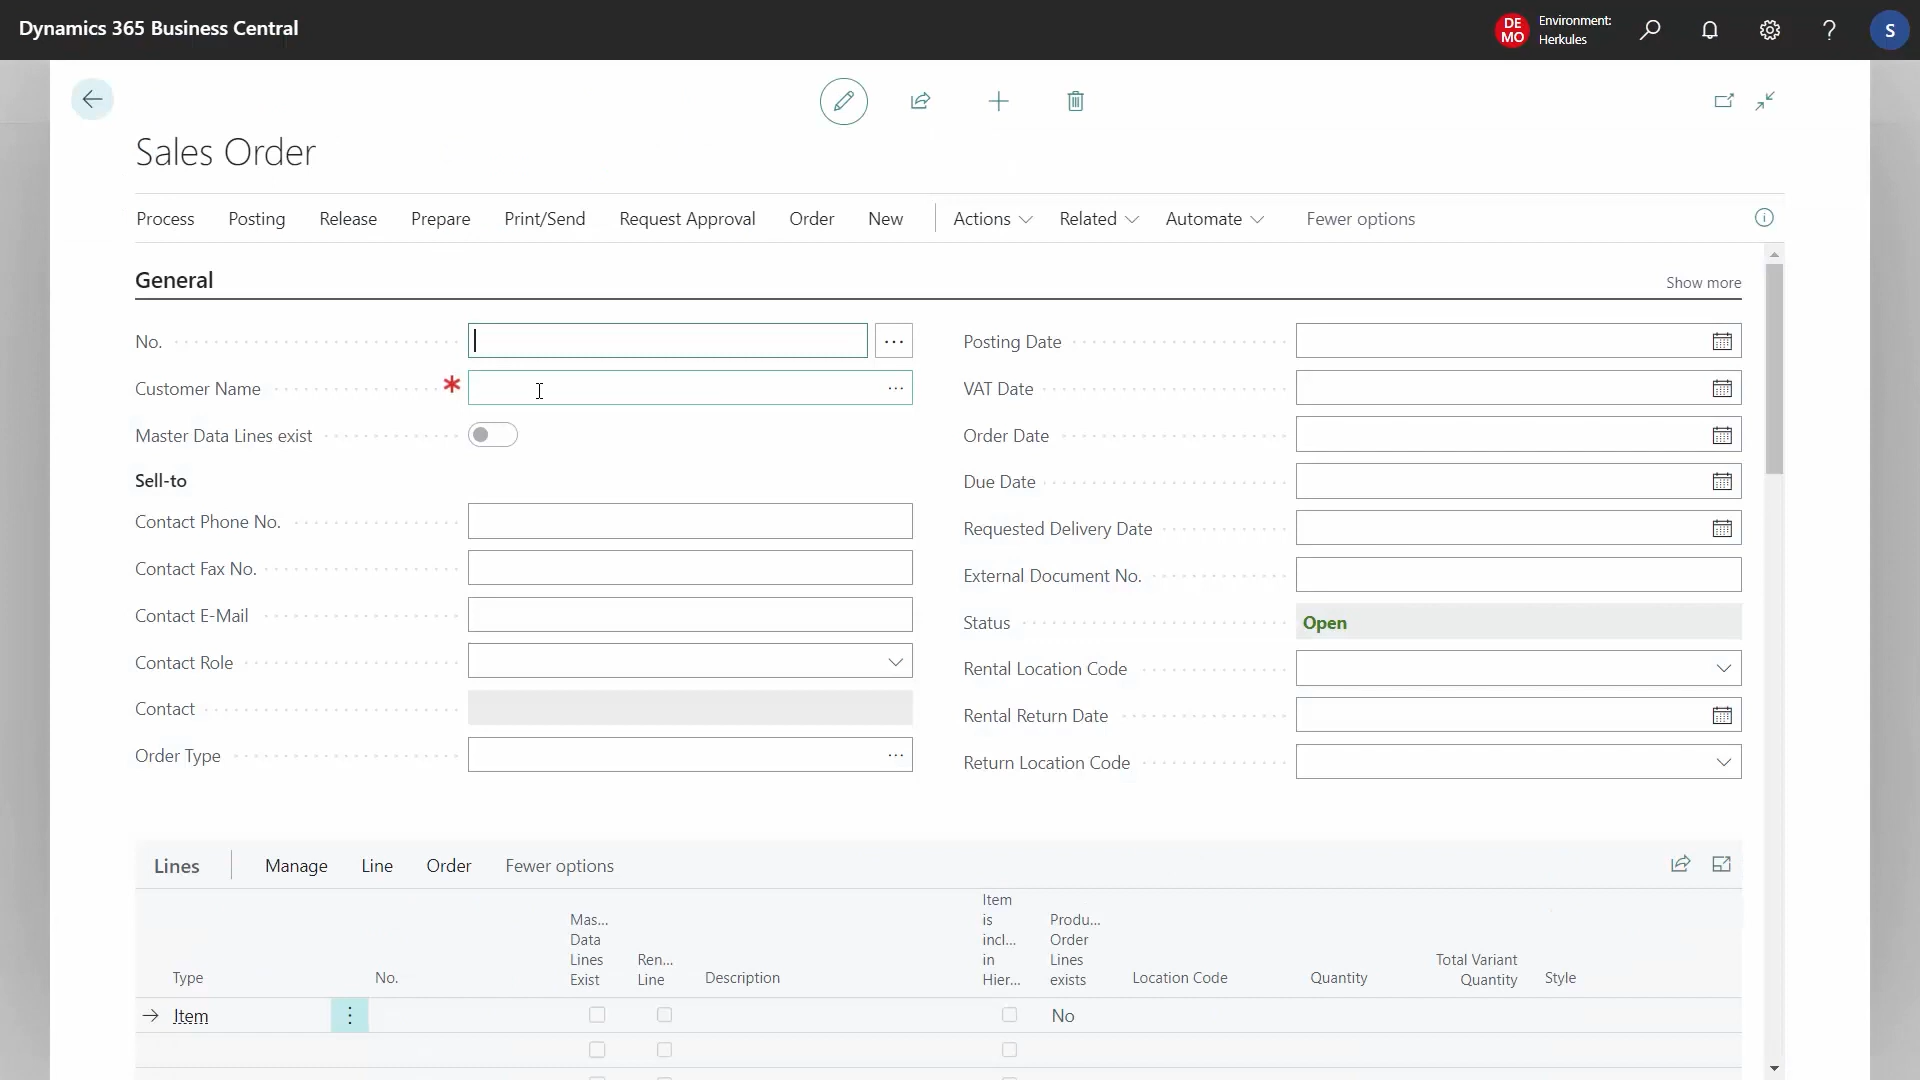 Dynamics 365 Business Central
DE
MO
Environment:
Herkules
?
S
Sales Order
Process Posting Release Prepare Print/Send Request Approval Order New Actions Related Automate Fewer options
General
Show more
No.
Customer Name
Master Data Lines exist
Sell-to
Contact Phone No.
Contact Fax No.
Contact E-Mail
Contact Role
Contact
Order Type
Posting Date
VAT Date
Order Date
Due Date
Requested Delivery Date
External Document No.
Status Open
Rental Location Code
Rental Return Date
Return Location Code
Lines Manage Line Order Fewer options
Type
No.
Mas...
Data
Lines
Exist
Ren...
Line
Description
Item
is
incl...
in
Hier...
Produ...
Order
Lines
exists
Location Code
Quantity
Total Variant
Quantity
Style
Item No